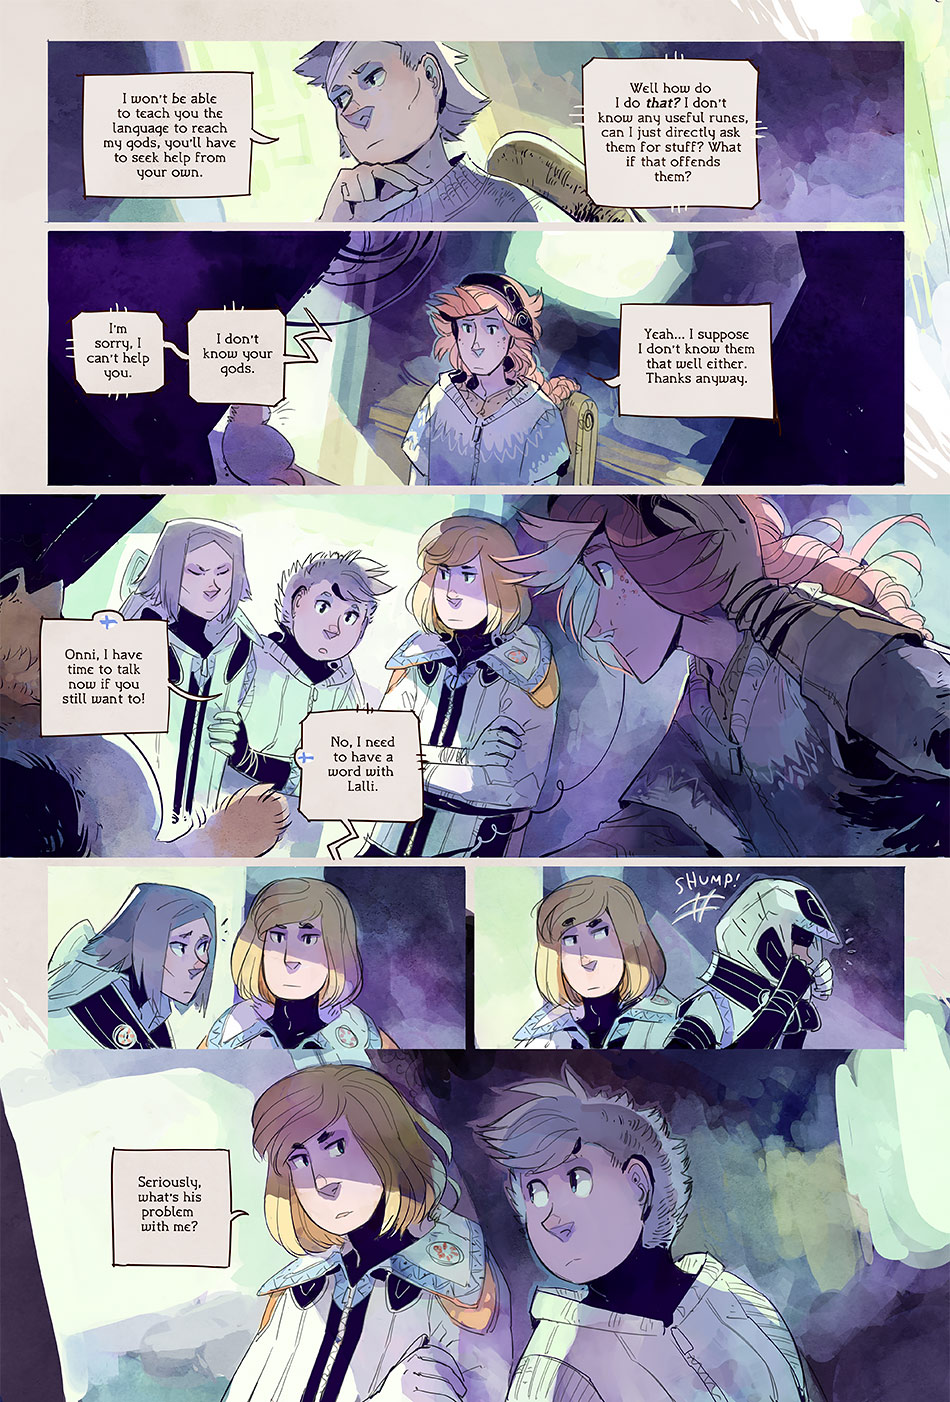 I won't be able
to teach you the
language to reach
my gods, you'll have
to seek help from
your own.
Well how do
I do that? I don't
know any useful runes,
can I just directly ask
them for stuff? What
if that offends
them?
I'm
sorry, I
can't help
you.
I don't
know your
gods.
Yeah... I suppose
I don't know them
that well either.
Thanks anyway.
Onni, I have
time to talk
now if you
still want to!
No, I need
to have a
word with
Lalli.
SHUMP!
Seriously,
what's his
problem
with me?